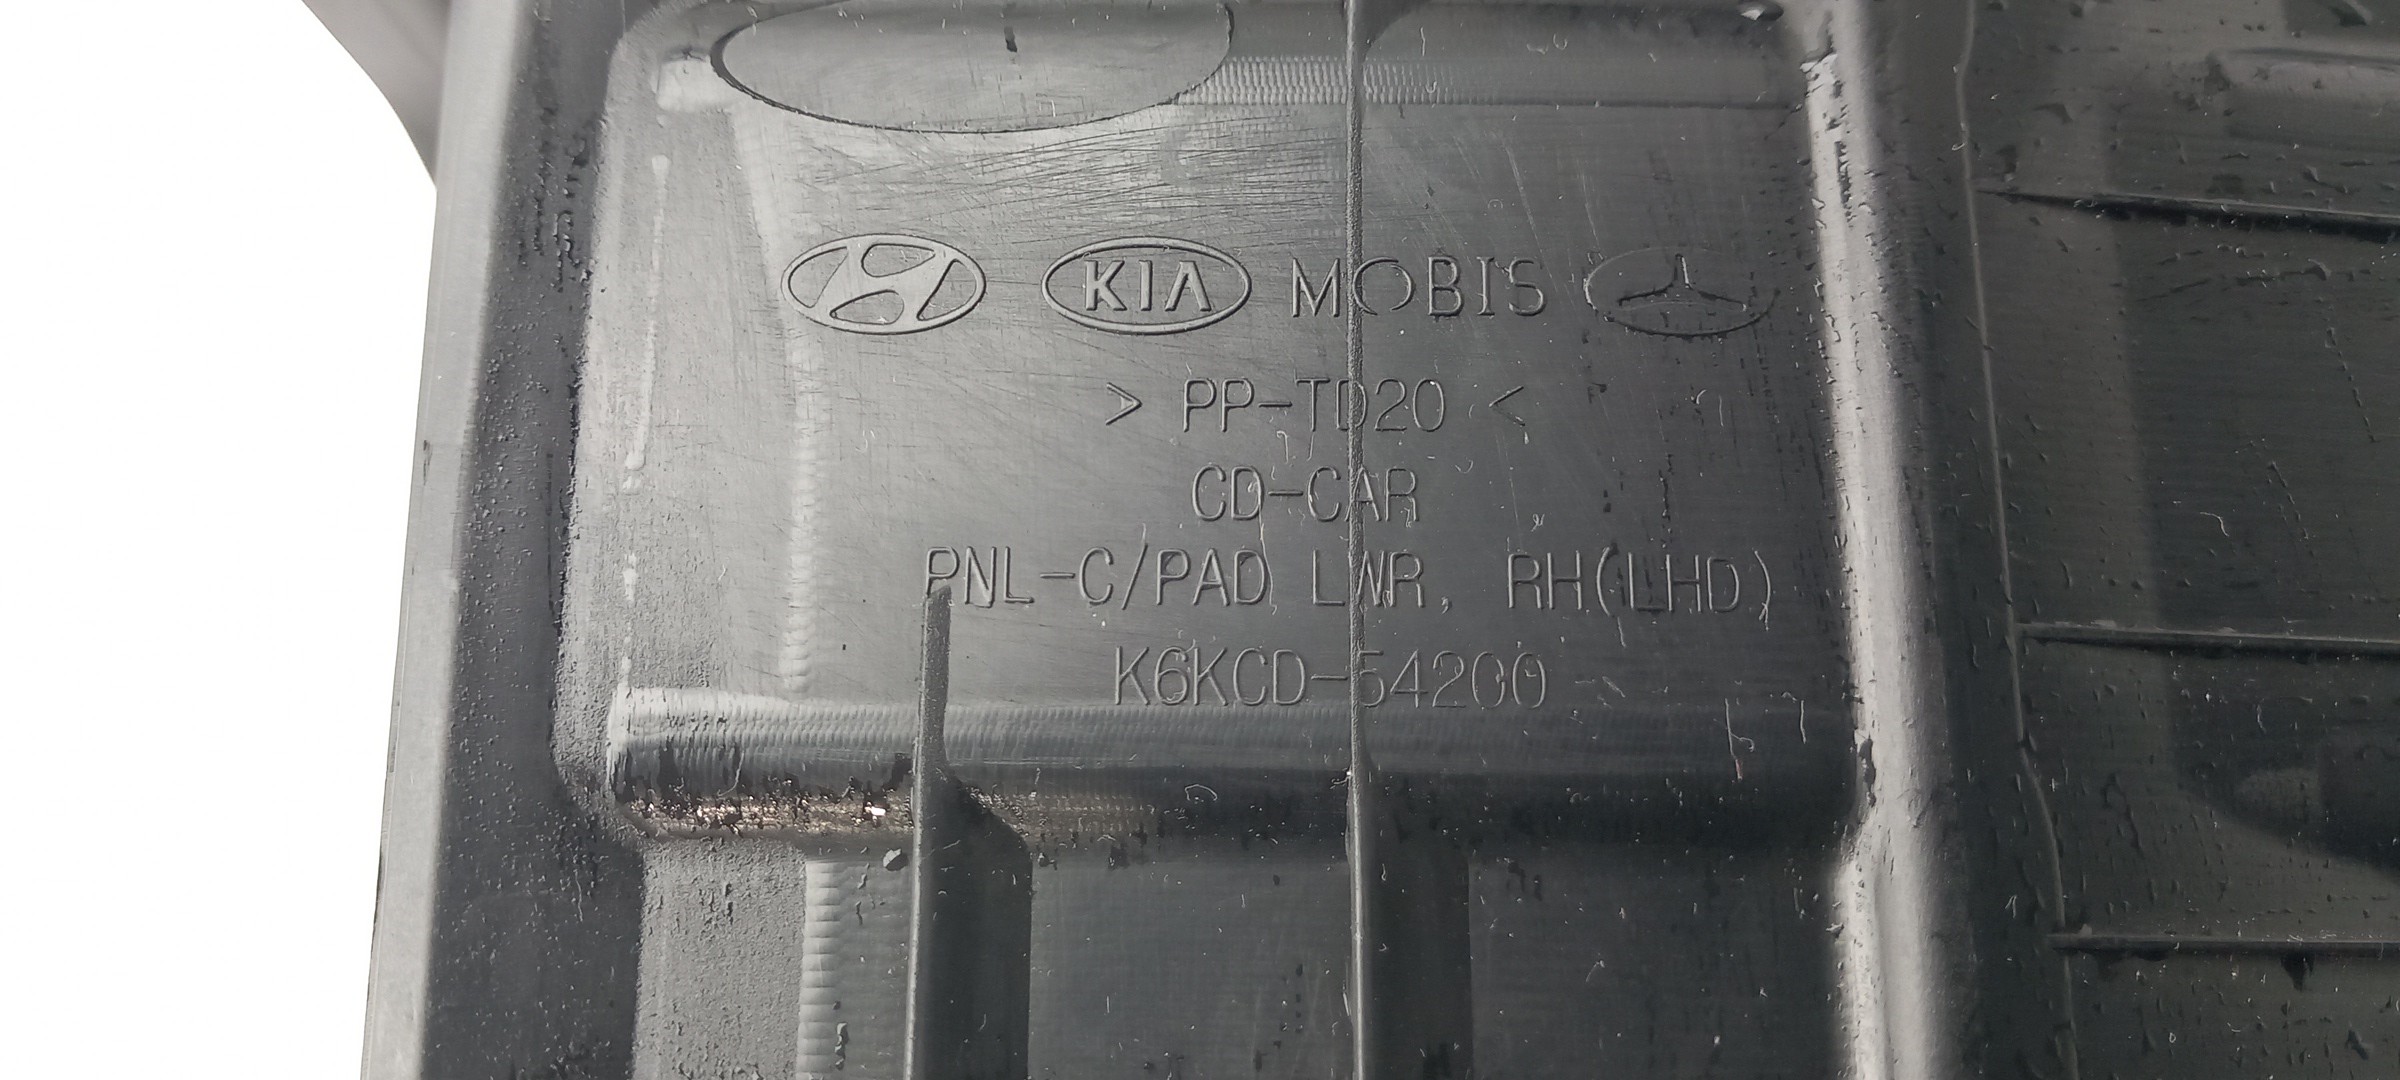 KIA MOBIS
> PP-TD20 <
CD-CAR
PNL-C/PAD LWR, RH(LHD)
K6KCD-54200